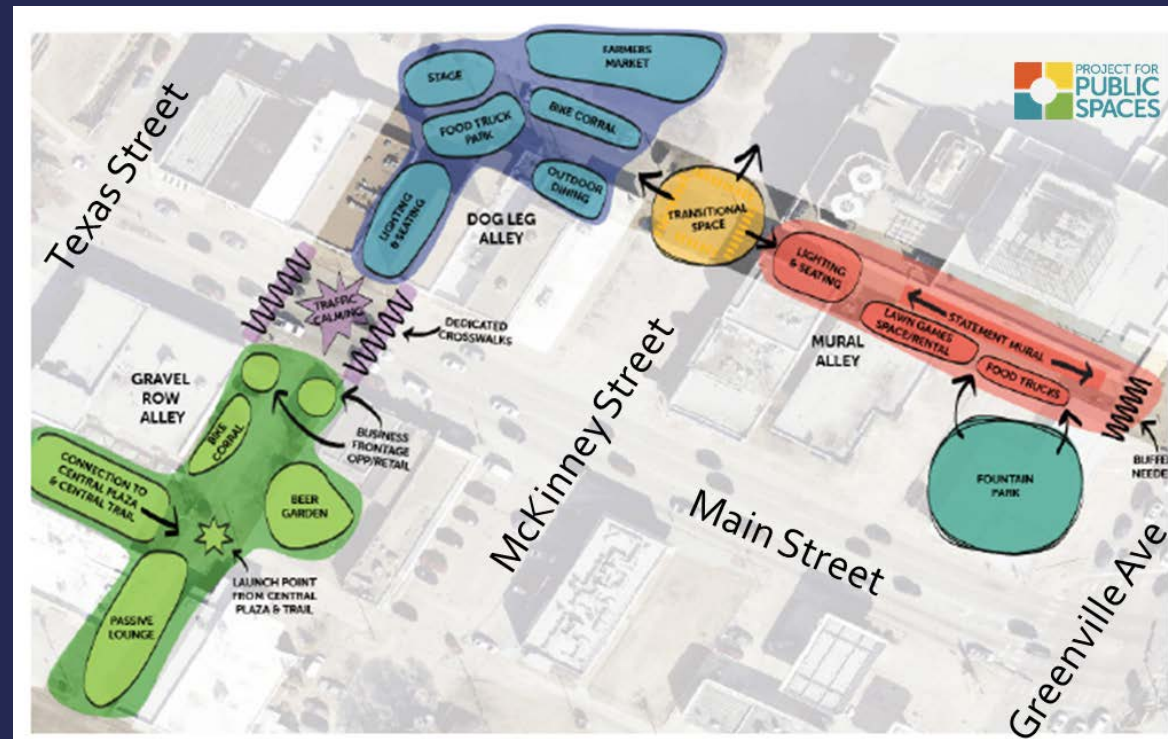 PROJECT FOR
PUBLIC
SPACES
Texas Street
STAGE
FARMERS
MARKET
FOOD TRUCK
PARK
BIKE CORRAL
OUTDOOR
DINING
LIGHTING
& SEATING
DOG LEG
ALLEY
TRANSITIONAL
SPACE
LIGHTING
& SEATING
STATEMENT MURAL
LAWN GAMES
SPACE/RENTAL
FOOD TRUCKS
MURAL
ALLEY
TRAFFIC
CALMING
DEDICATED
CROSSWALKS
McKinney Street
GRAVEL
ROW
ALLEY
BIKE
CORRAL
BUSINESS
FRONTAGE
OPP/RETAIL
CONNECTION TO
CENTRAL PLAZA
& CENTRAL TRAIL
BEER
GARDEN
LAUNCH POINT
FROM CENTRAL
PLAZA & TRAIL
PASSIVE
LOUNGE
FOUNTAIN
PARK
BUFFE
NEEDE
Main Street
Greenville Ave